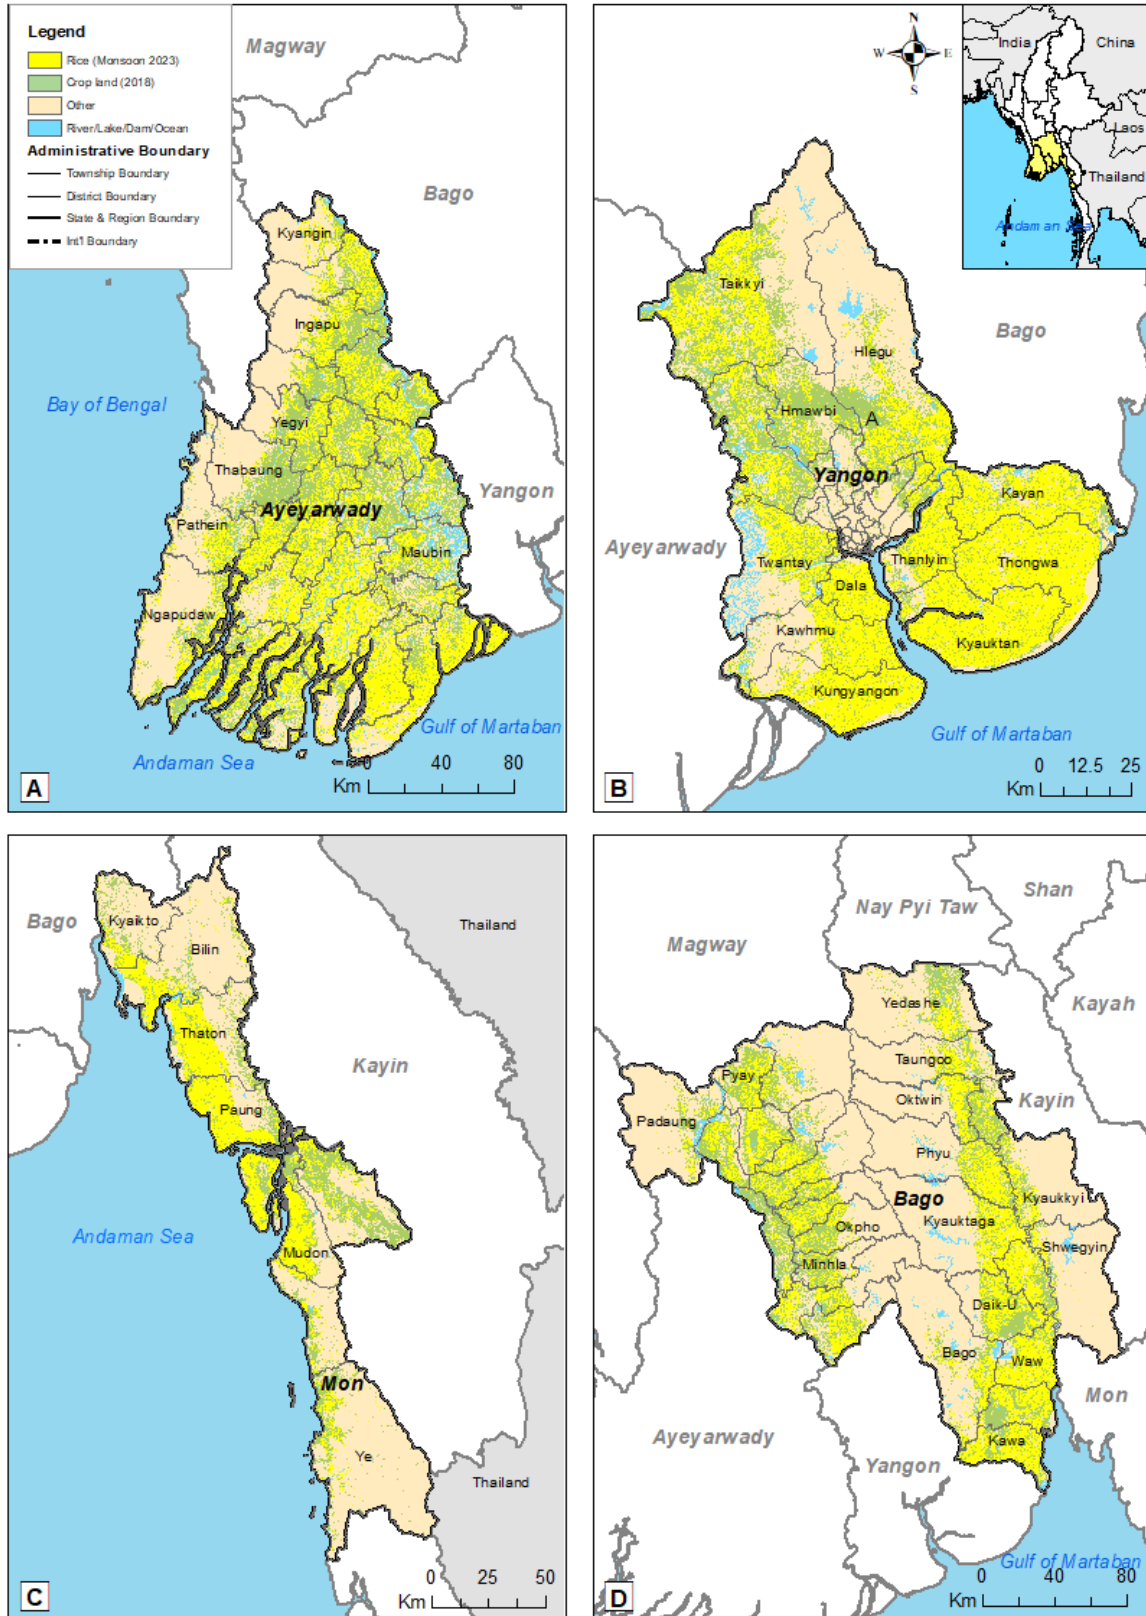 Legend
Rice (Monsoon 2023)
Crop land (2018)
Other
River/Lake/Dam/Ocean
Administrative Boundary
Township Boundary
District Boundary
State & Region Boundary
Int'l Boundary
Magway
Bago
Kyangin
Ingapu
Bay of Bengal
Yegyi
Thabaung
Yangon
Ayeyarwady
Pathein
Maubin
Ngapudaw
Gulf of Martaban
Andaman Sea
0 40 80
Km
A
N
W E
S
India
China
Laos
Thailand
Andaman Sea
Taikkyi
Bago
Hlegu
Hmawbi
A
Yangon
Kayan
Ayeyarwady
Twantay
Thanlyin
Thongwa
Dala
Kawhmu
Kyauktan
Kungyangon
Gulf of Martaban
0 12.5 25
Km
B
Bago
Kyaikto
Bilin
Thailand
Thaton
Kayin
Paung
Andaman Sea
Mudon
Mon
Ye
Thailand
0 25 50
Km
C
Shan
Nay Pyi Taw
Magway
Yedashe
Kayah
Taungoo
Pyay
Oktwin
Kayin
Padaung
Phyu
Bago
Kyaukkyi
Okpho
Kyauktaga
Shwegyin
Minhla
Daik-U
Bago
Waw
Mon
Ayeyarwady
Kawa
Yangon
Gulf of Martaban
0 40 80
Km
D